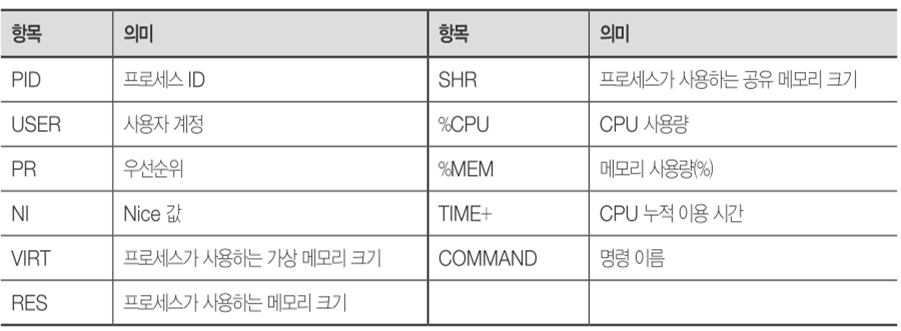 항목 의미 항목 의미
PID 프로세스 ID SHR 프로세스가 사용하는 공유 메모리 크기
USER 사용자 계정 %CPU CPU 사용량
PR 우선순위 %MEM 메모리 사용량(%)
NI Nice 값 TIME+ CPU 누적 이용 시간
VIRT 프로세스가 사용하는 가상 메모리 크기 COMMAND 명령 이름
RES 프로세스가 사용하는 메모리 크기